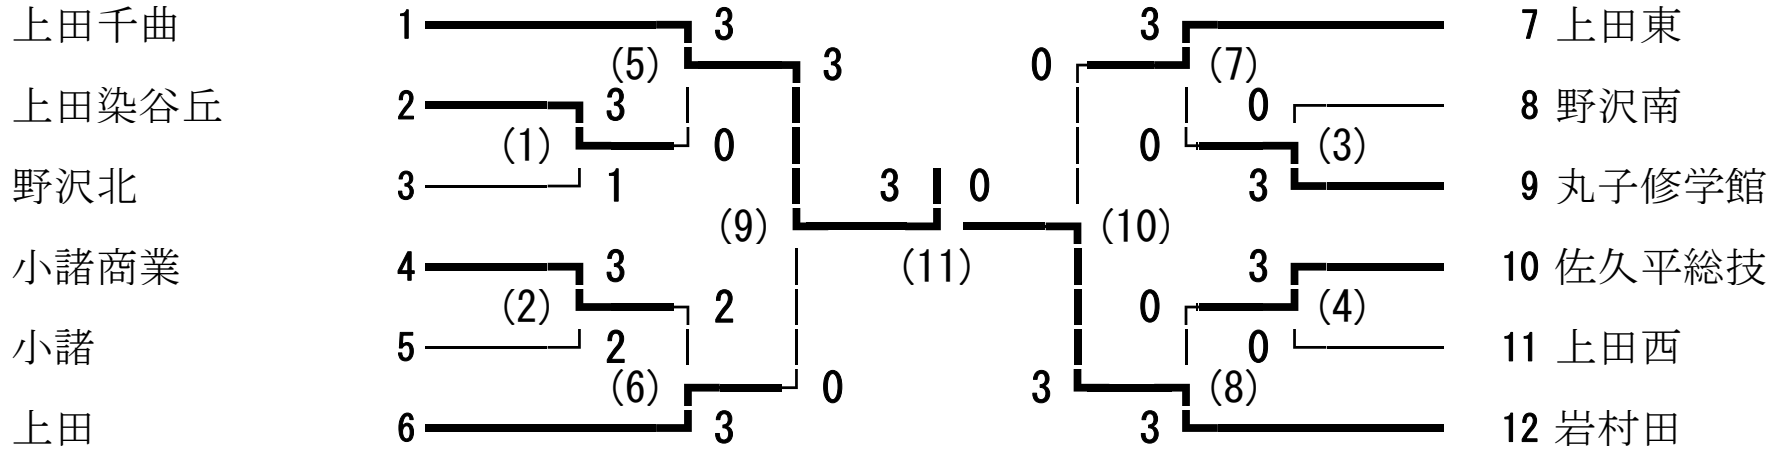 上田千曲 1 3 3 7 上田東
(5) 3 0 (7)
上田染谷丘 2 3 0 8 野沢南
(1) 0 0 (3)
野沢北 3 1 3 0 3 9 丸子修学館
(9) (10)
小諸商業 4 3 (11) 3 10 佐久平総技
(2) 2 0 (4)
小諸 5 2 0 11 上田西
(6) 0 3 (8)
上田 6 3 3 12 岩村田